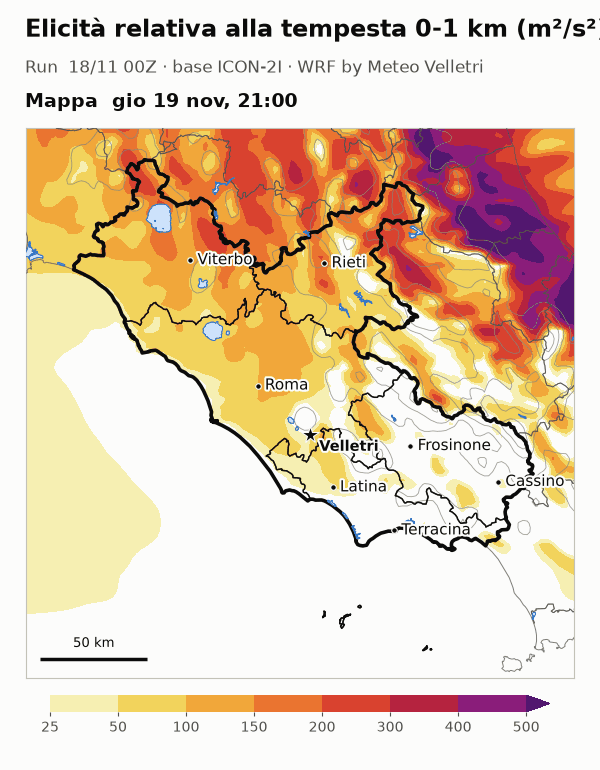 Elicità relativa alla tempesta 0-1 km (m²/s²)
Run 18/11 00Z · base ICON-2I · WRF by Meteo Velletri
Mappa gio 19 nov, 21:00
Viterbo
Rieti
Roma
Velletri
Frosinone
Latina
Cassino
Terracina
50 km
25 50 100 150 200 300 400 500